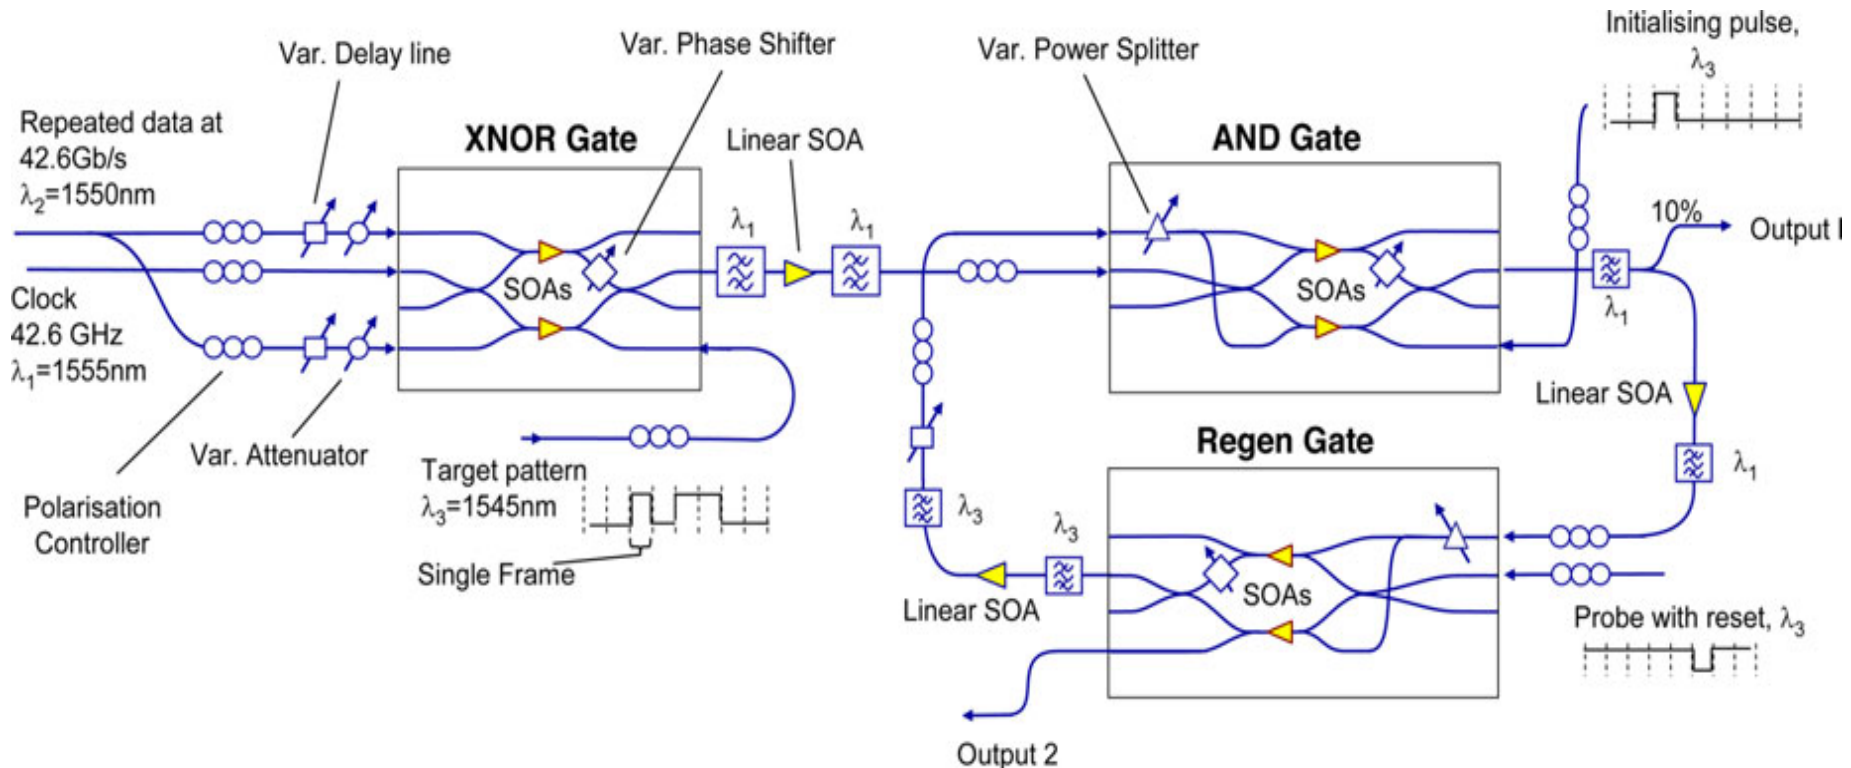 Initialising pulse,
λ3
Var. Phase Shifter
Var. Power Splitter
Var. Delay line
Repeated data at
42.6Gb/s
λ2=1550nm
XNOR Gate
Linear SOA
AND Gate
10%
Output I
λ1
λ1
SOAs
SOAs
Clock
42.6 GHz
λ1=1555nm
λ1
Linear SOA
Var. Attenuator
Regen Gate
Target pattern
λ3=1545nm
λ1
Polarisation
Controller
λ3
λ3
Single Frame
SOAs
Linear SOA
Probe with reset, λ3
Output 2